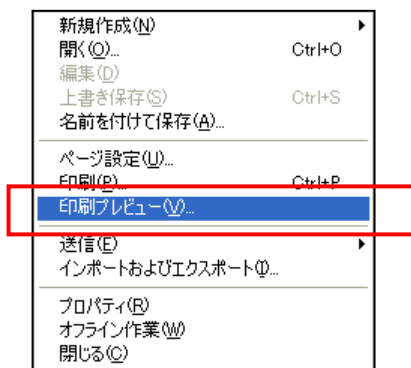 新規作成(N)
開く(O)... Ctrl+O
編集(D)
上書き保存(S) Ctrl+S
名前を付けて保存(A)...
ページ設定(U)...
印刷(P)... Ctrl+P
印刷プレビュー(V)...
送信(E)
インポートおよびエクスポート(I)...
プロパティ(R)
オフライン作業(W)
閉じる(C)